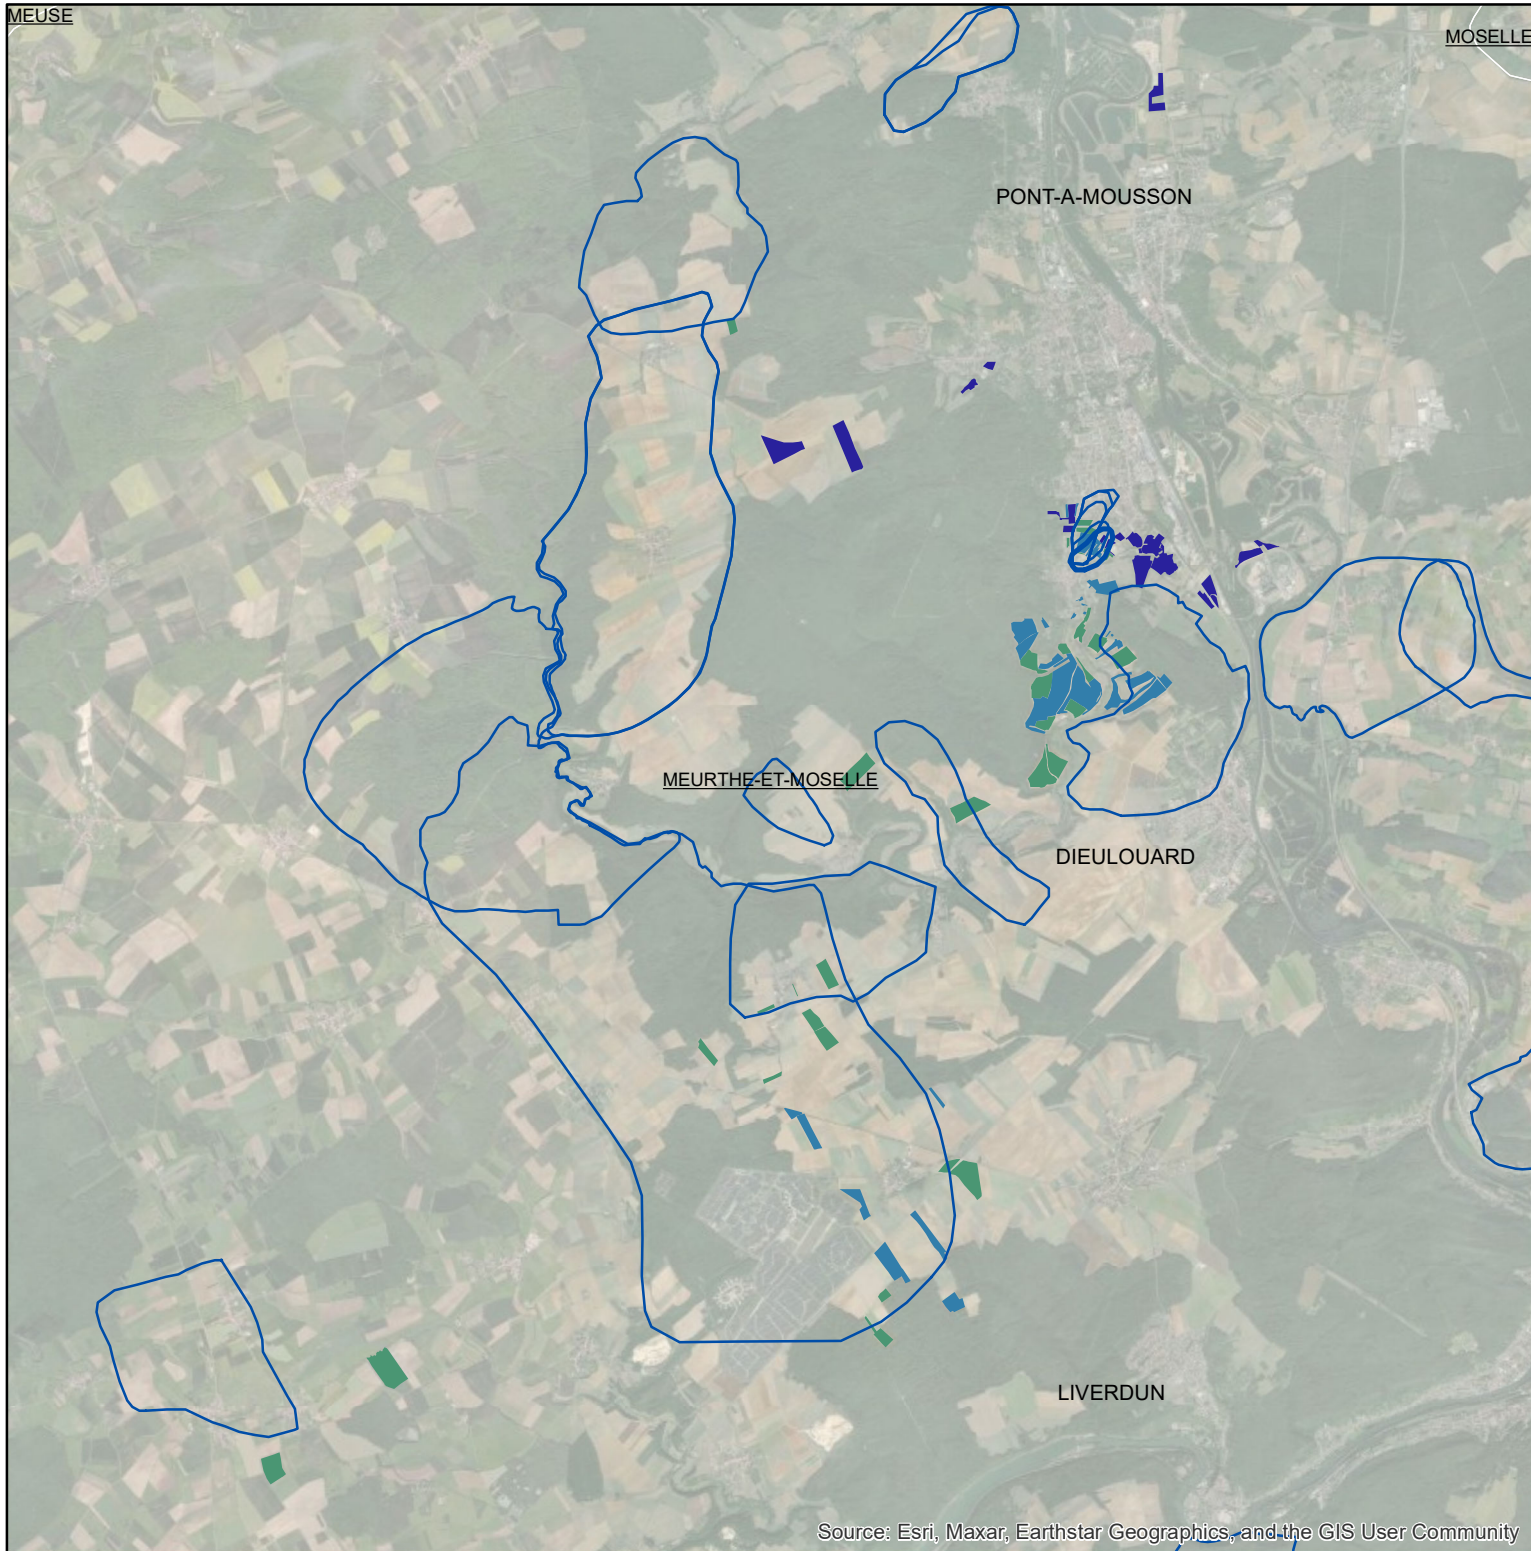 MEUSE
MOSELLE
PONT-A-MOUSSON
MEURTHE-ET-MOSELLE
DIEULOUARD
LIVERDUN
Source: Esri, Maxar, Earthstar Geographics, and the GIS User Community